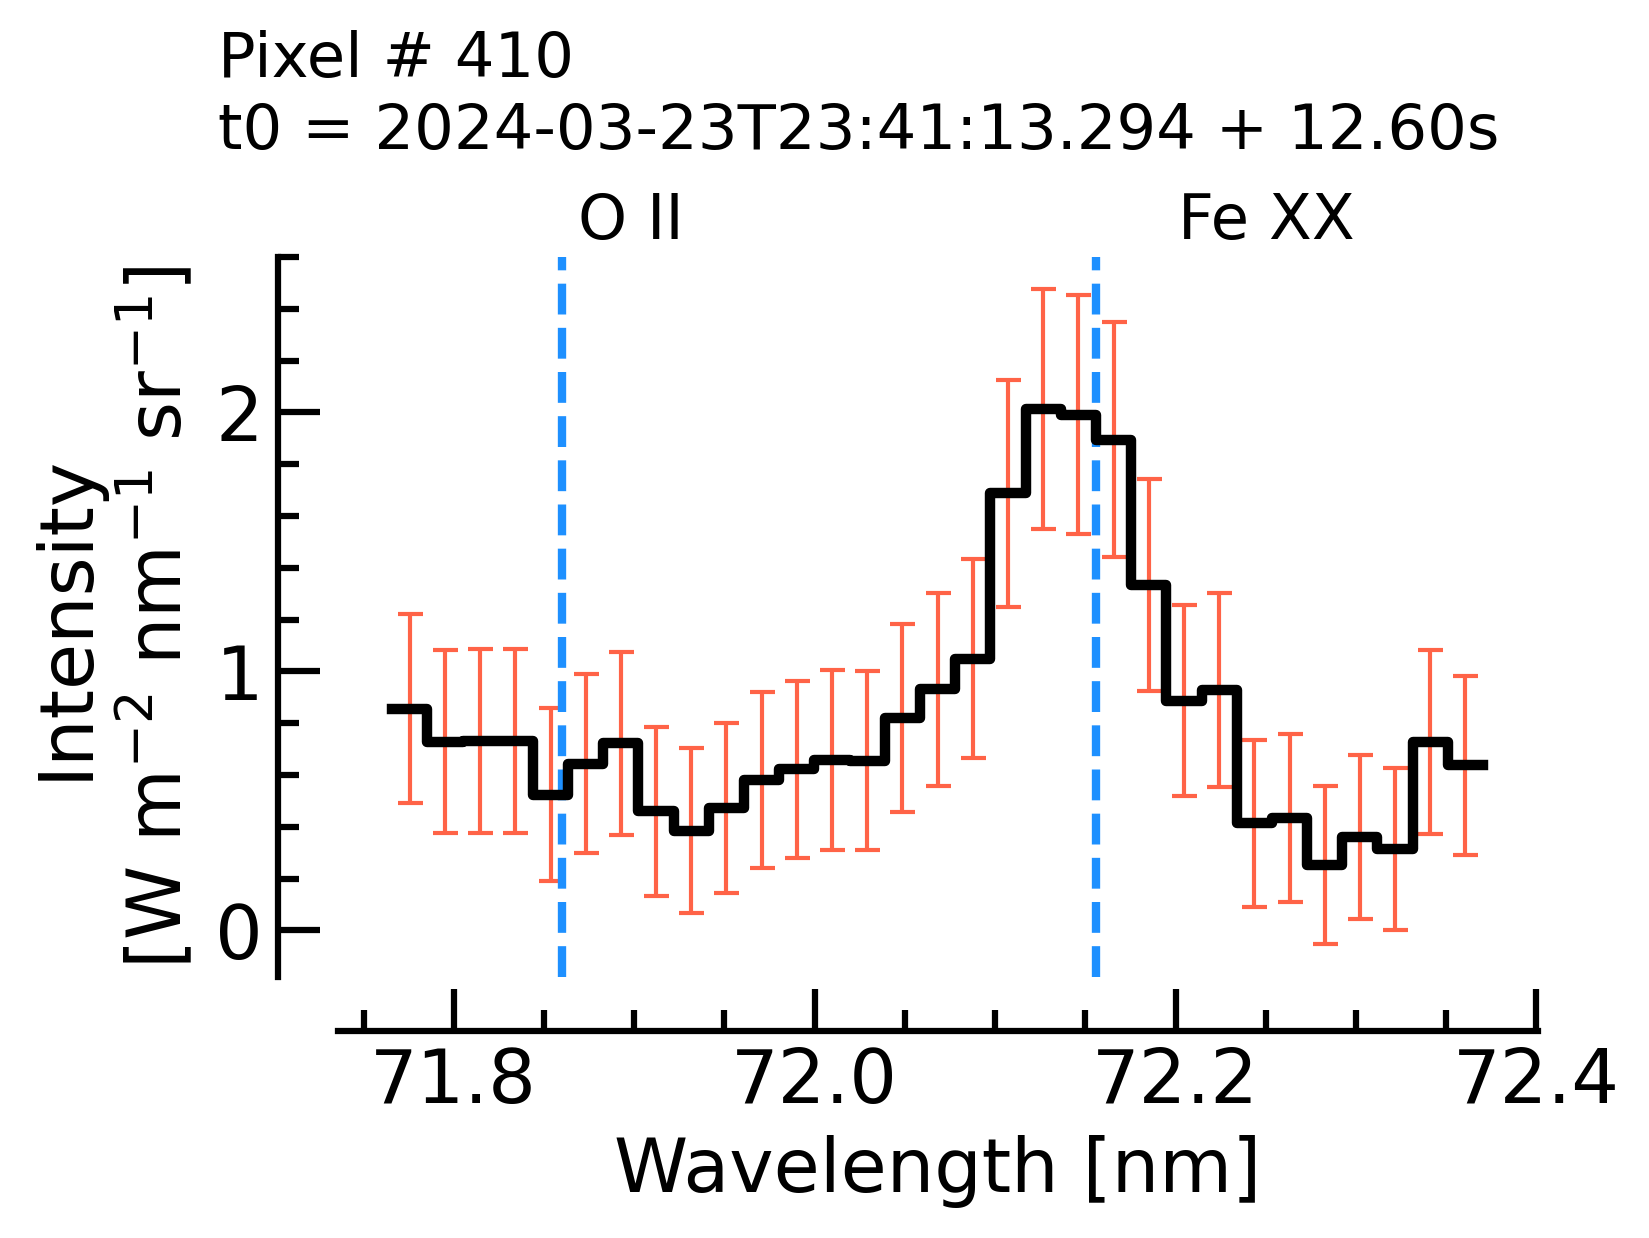 Pixel # 410
t0 = 2024-03-23T23:41:13.294 + 12.60s
O II
Fe XX
Intensity
[W m⁻² nm⁻¹ sr⁻¹]
2
1
0
71.8 72.0 72.2 72.4
Wavelength [nm]